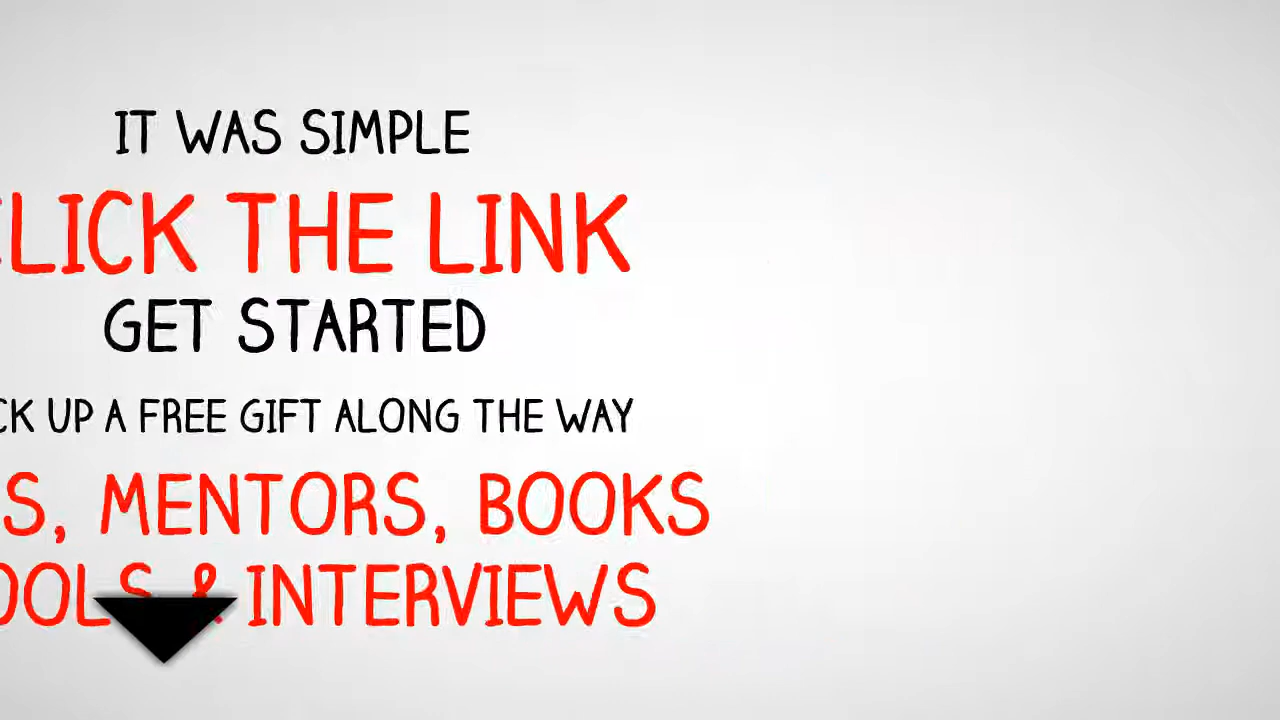 IT WAS SIMPLE
CLICK THE LINK
GET STARTED
CK UP A FREE GIFT ALONG THE WAY
S, MENTORS, BOOKS
OOLS & INTERVIEWS